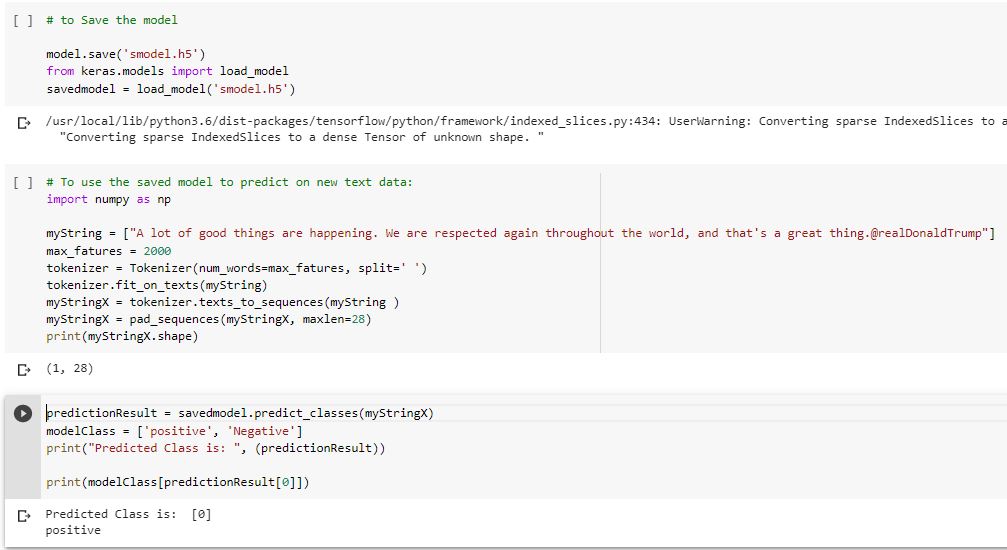 [ ] # to Save the model
model.save('smodel.h5')
from keras.models import load_model
savedmodel = load_model('smodel.h5')
/usr/local/lib/python3.6/dist-packages/tensorflow/python/framework/indexed_slices.py:434: UserWarning: Converting sparse IndexedSlices to a
"Converting sparse IndexedSlices to a dense Tensor of unknown shape. "
[ ] # To use the saved model to predict on new text data:
import numpy as np
myString = ["A lot of good things are happening. We are respected again throughout the world, and that's a great thing.@realDonaldTrump"]
max_fatures = 2000
tokenizer = Tokenizer(num_words=max_fatures, split=' ')
tokenizer.fit_on_texts(myString)
myStringX = tokenizer.texts_to_sequences(myString )
myStringX = pad_sequences(myStringX, maxlen=28)
print(myStringX.shape)
(1, 28)
predictionResult = savedmodel.predict_classes(myStringX)
modelClass = ['positive', 'Negative']
print("Predicted Class is: ", (predictionResult))
print(modelClass[predictionResult[0]])
Predicted Class is:  [0]
positive